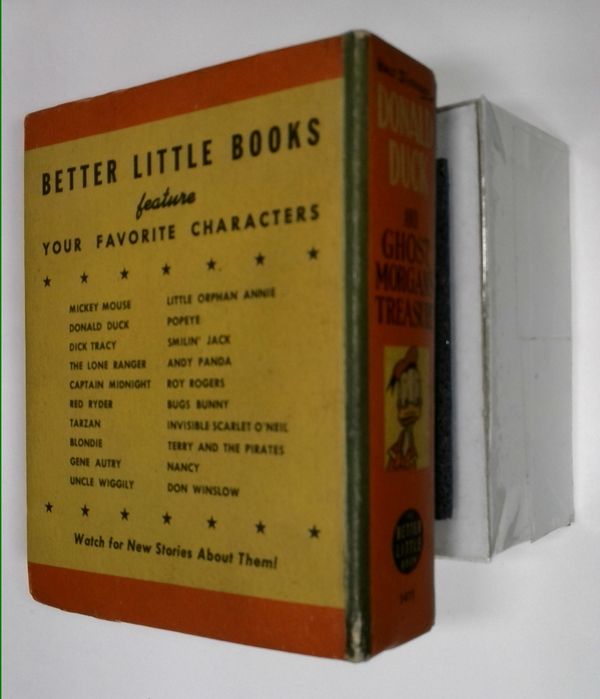 BETTER LITTLE BOOKS
feature
YOUR FAVORITE CHARACTERS
MICKEY MOUSE
DONALD DUCK
DICK TRACY
THE LONE RANGER
CAPTAIN MIDNIGHT
RED RYDER
TARZAN
BLONDIE
GENE AUTRY
UNCLE WIGGILY
LITTLE ORPHAN ANNIE
POPEYE
SMILIN' JACK
ANDY PANDA
ROY ROGERS
BUGS BUNNY
INVISIBLE SCARLET O'NEIL
TERRY AND THE PIRATES
NANCY
DON WINSLOW
Watch for New Stories About Them!
DONALD
DUCK
AND
GHOST
MORGAN'S
TREASURE
BETTER
LITTLE
BOOK